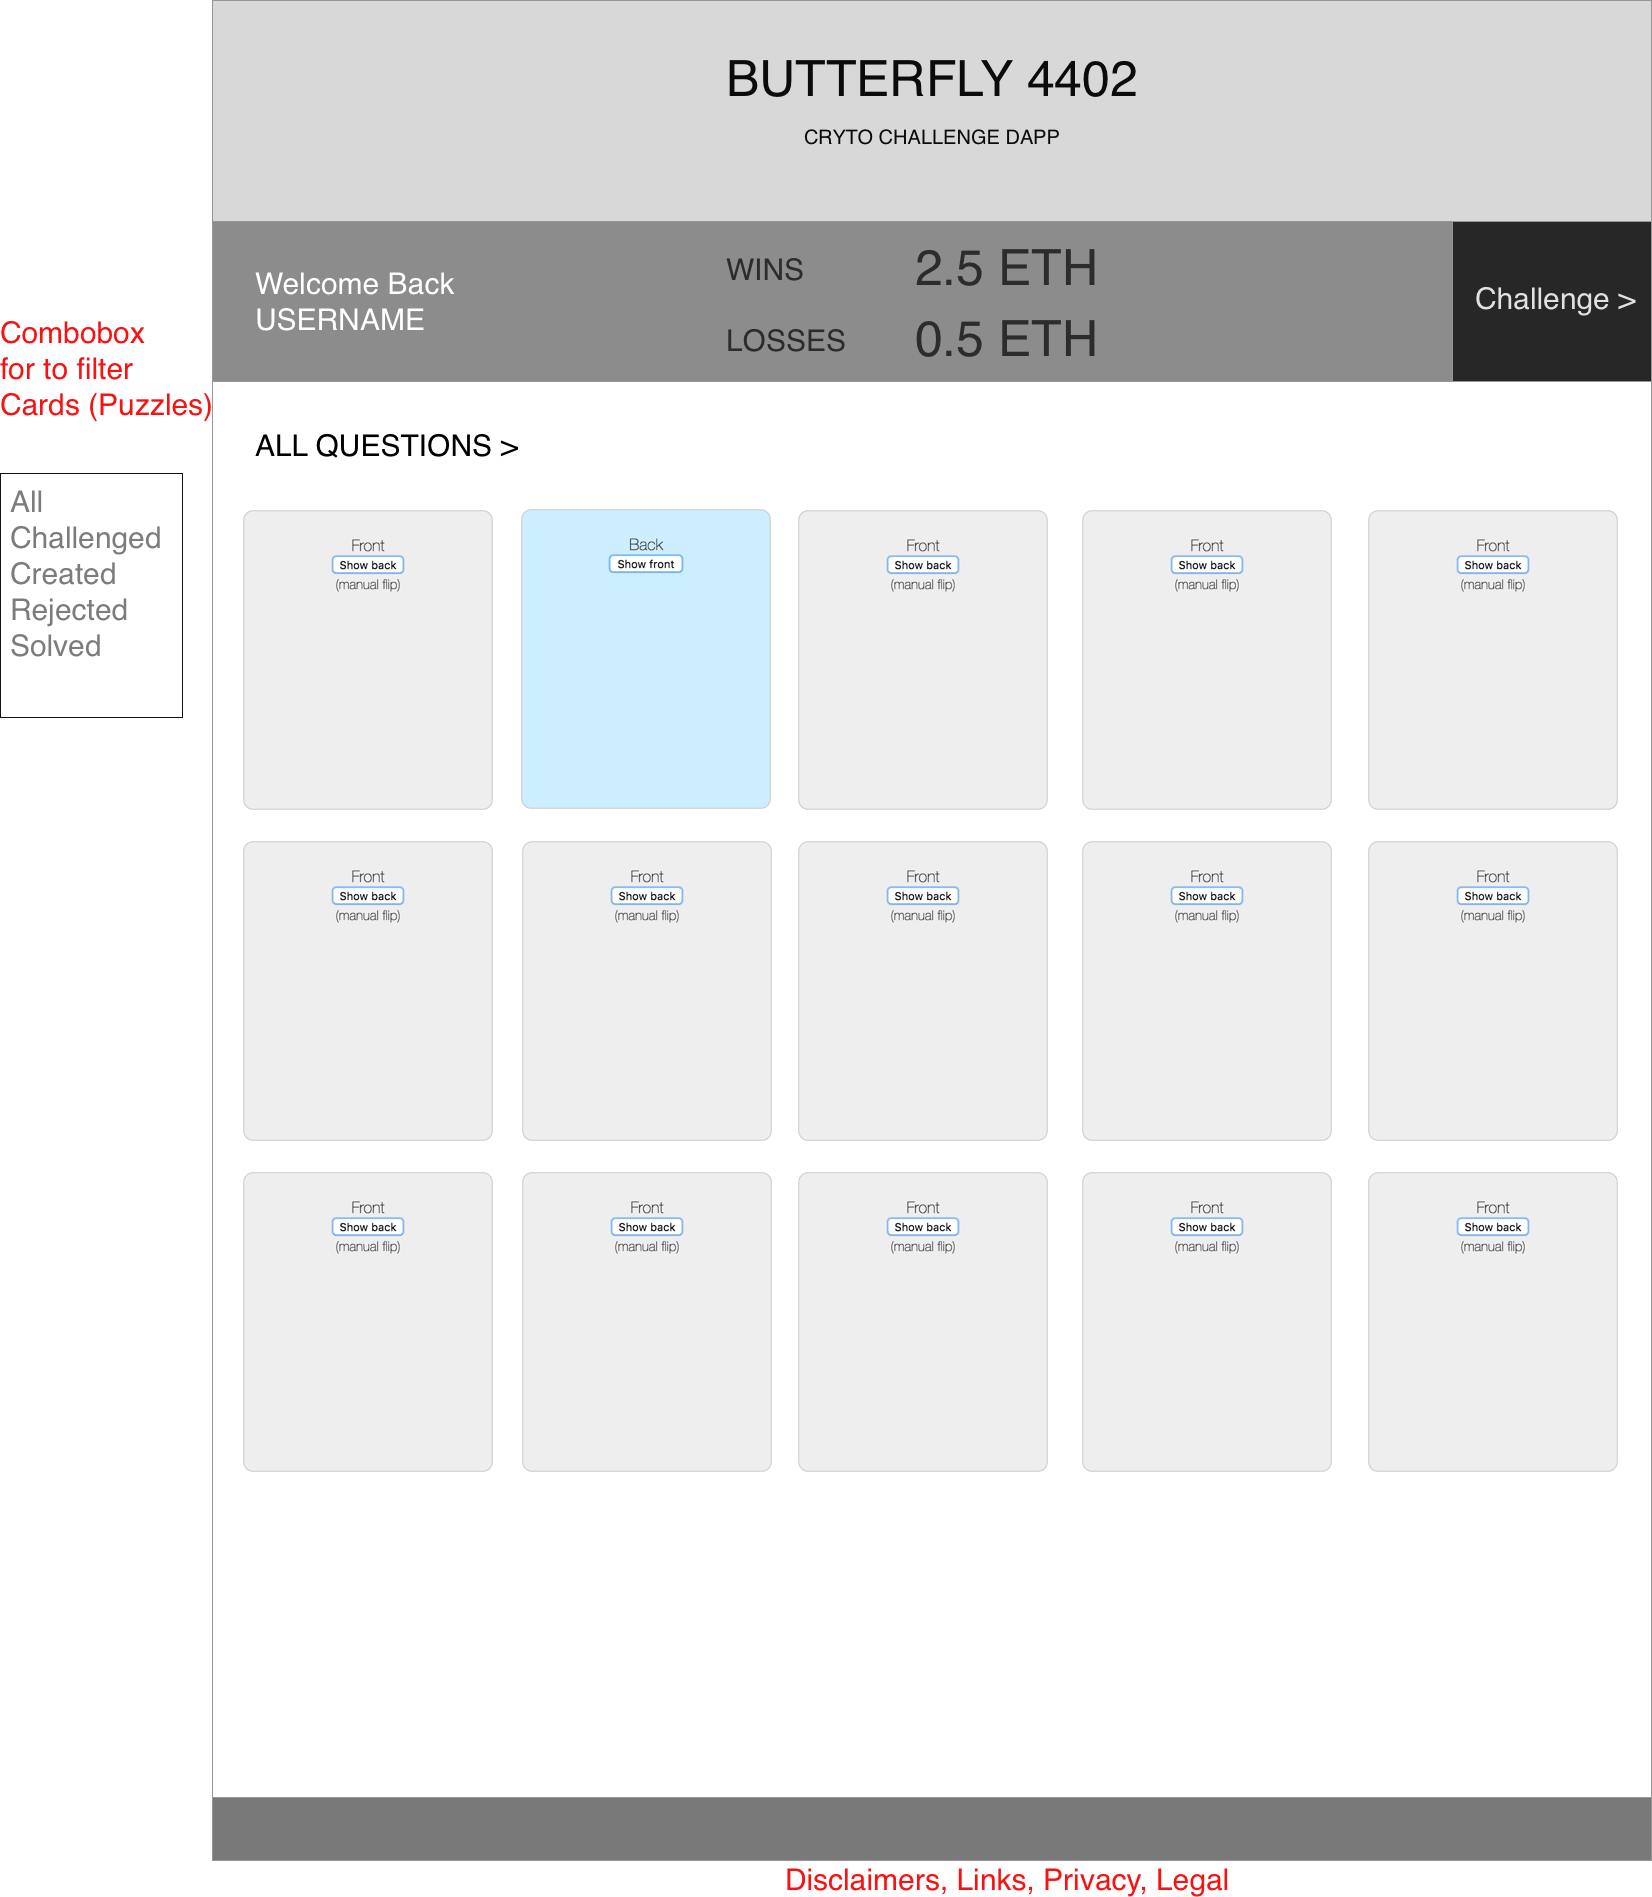 BUTTERFLY 4402
CRYTO CHALLENGE DAPP
Welcome Back
USERNAME
WINS 2.5 ETH
LOSSES 0.5 ETH
Challenge >
Combobox
for to filter
Cards (Puzzles)
All
Challenged
Created
Rejected
Solved
ALL QUESTIONS >
Front
Show back
(manual flip)
Back
Show front
Front
Show back
(manual flip)
Front
Show back
(manual flip)
Front
Show back
(manual flip)
Front
Show back
(manual flip)
Front
Show back
(manual flip)
Front
Show back
(manual flip)
Front
Show back
(manual flip)
Front
Show back
(manual flip)
Front
Show back
(manual flip)
Front
Show back
(manual flip)
Front
Show back
(manual flip)
Front
Show back
(manual flip)
Front
Show back
(manual flip)
Disclaimers, Links, Privacy, Legal